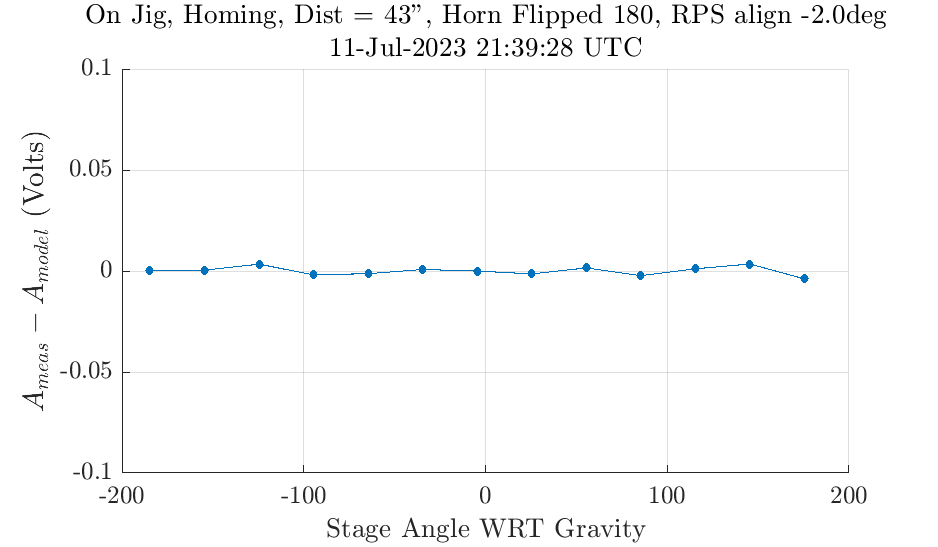 On Jig, Homing, Dist = 43”, Horn Flipped 180, RPS align -2.0deg
11-Jul-2023 21:39:28 UTC
0.1
0.05
0
-0.05
-0.1
A_meas − A_model (Volts)
-200 -100 0 100 200
Stage Angle WRT Gravity